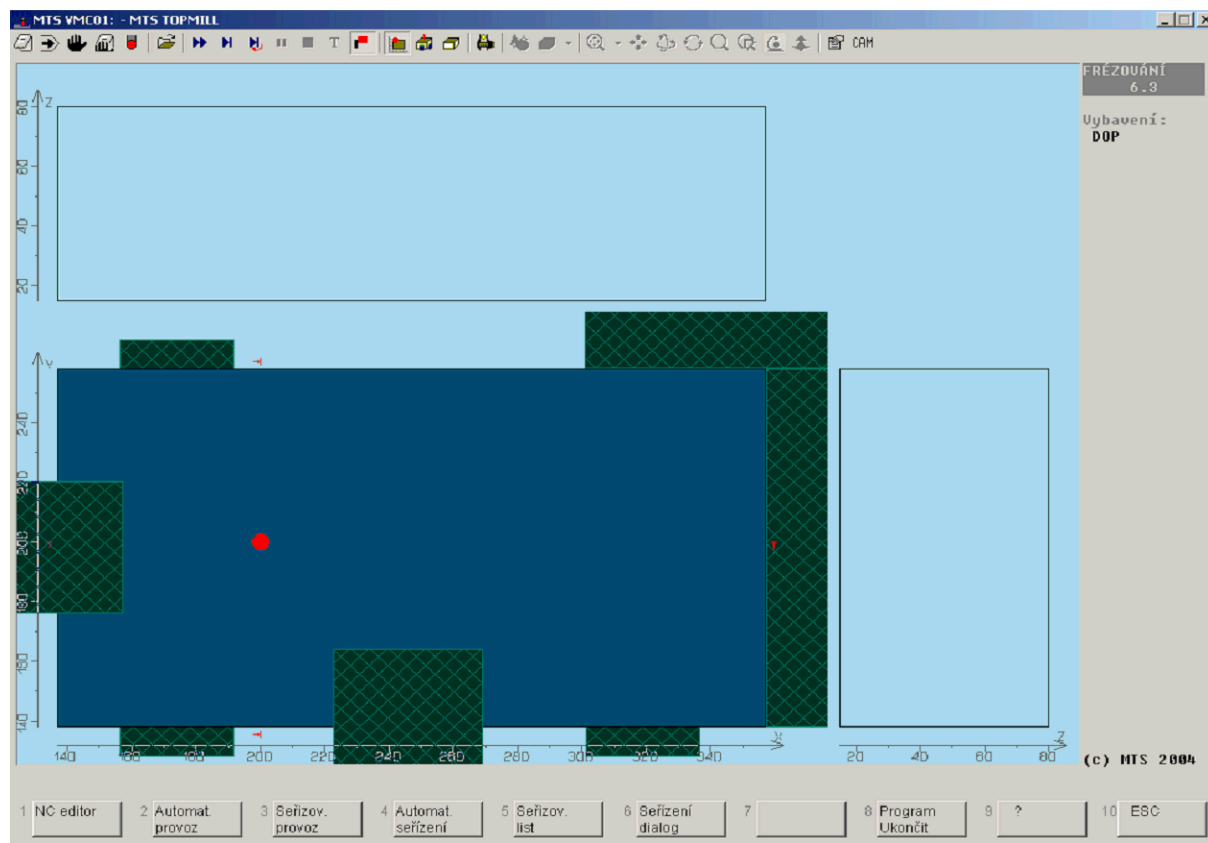 MTS VMC01: - MTS TOPMILL
T CAM
FRÉZOVÁNÍ
6.3
Vybavení:
DOP
Z
80
60
40
20
Y
240
220
200
180
160
140
140 160 180 200 220 240 260 280 300 320 340 X
20 40 60 80 Z
(c) MTS 2004
1 NC editor
2 Automat. provoz
3 Seřizov. provoz
4 Automat. seřízení
5 Seřizov. list
6 Seřízení dialog
7
8 Program Ukončit
9 ?
10 ESC